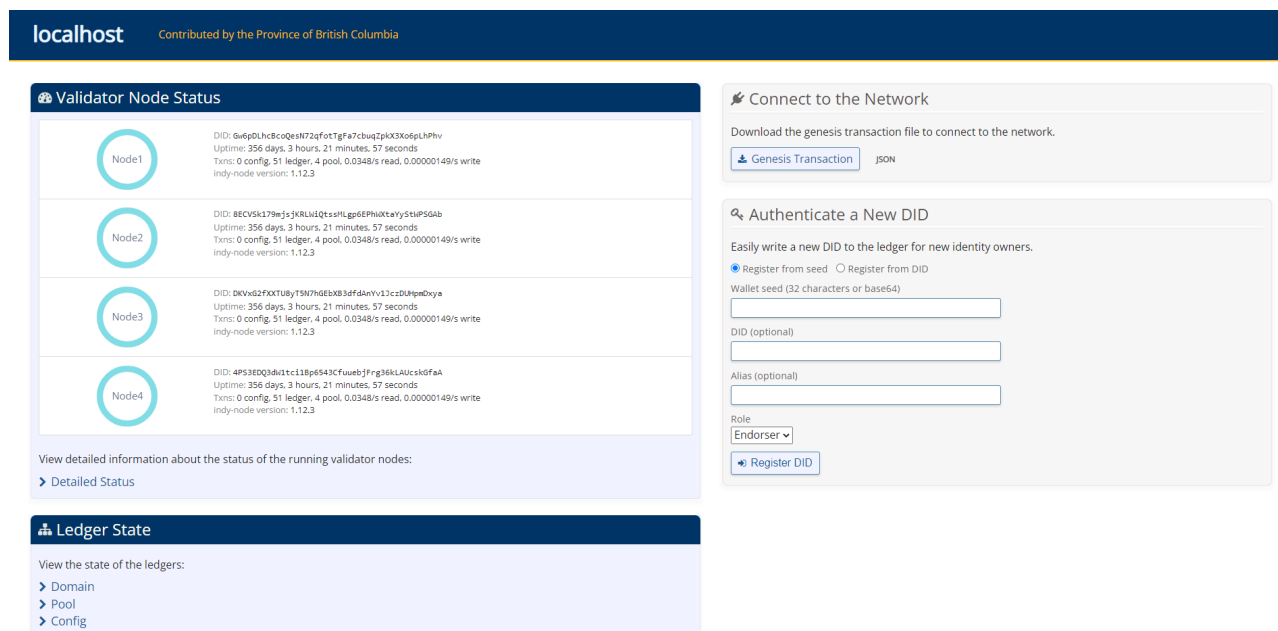 localhost
Contributed by the Province of British Columbia
Validator Node Status
Node1
DID: Gw6pDLhcBcoQesN72qfotTgFa7cbuqZpkX3Xo6pLhPhv
Uptime: 356 days, 3 hours, 21 minutes, 57 seconds
Txns: 0 config, 51 ledger, 4 pool, 0.0348/s read, 0.00000149/s write
indy-node version: 1.12.3
Node2
DID: 8ECVSk179mjsjKRLWiQtssMLgp6EPhWXtaYyStWPSGAb
Uptime: 356 days, 3 hours, 21 minutes, 57 seconds
Txns: 0 config, 51 ledger, 4 pool, 0.0348/s read, 0.00000149/s write
indy-node version: 1.12.3
Node3
DID: DKVxG2fXXTU8yT5N7hGEbXB3dfdAnYv1JczDUHpmDxya
Uptime: 356 days, 3 hours, 21 minutes, 57 seconds
Txns: 0 config, 51 ledger, 4 pool, 0.0348/s read, 0.00000149/s write
indy-node version: 1.12.3
Node4
DID: 4PS3EDQ3dW1tci1Bp6543CfuuebjFrg36kLAUcskGfaA
Uptime: 356 days, 3 hours, 21 minutes, 57 seconds
Txns: 0 config, 51 ledger, 4 pool, 0.0348/s read, 0.00000149/s write
indy-node version: 1.12.3
View detailed information about the status of the running validator nodes:
Detailed Status
Ledger State
View the state of the ledgers:
Domain
Pool
Config
Connect to the Network
Download the genesis transaction file to connect to the network.
Genesis Transaction JSON
Authenticate a New DID
Easily write a new DID to the ledger for new identity owners.
Register from seed Register from DID
Wallet seed (32 characters or base64)
DID (optional)
Alias (optional)
Role
Endorser
Register DID